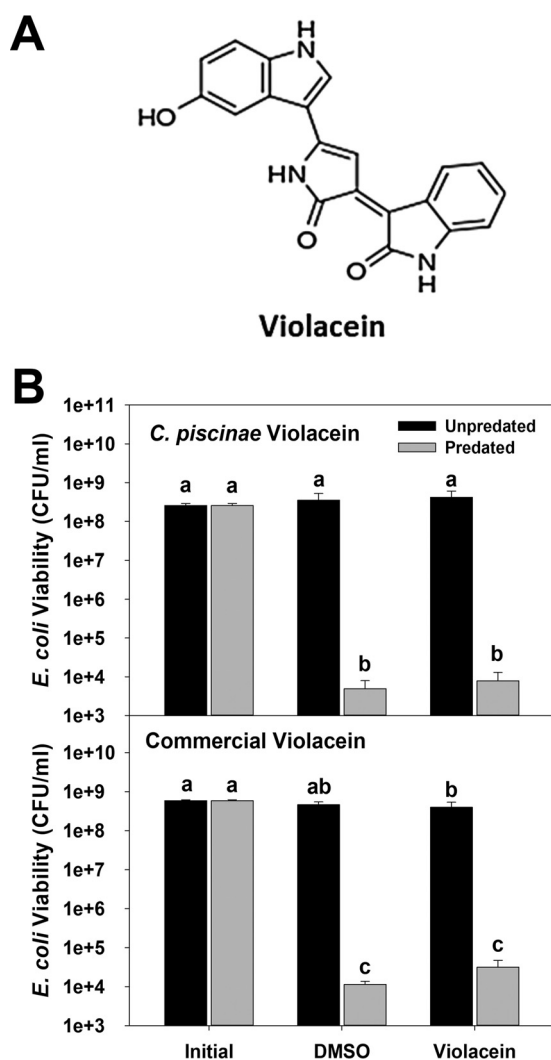 A
H
N
HO
HN
O
O
N
H
Violacein
B
E. coli Viability (CFU/ml)
1e+11
1e+10
1e+9
1e+8
1e+7
1e+6
1e+5
1e+4
1e+3
C. piscinae Violacein
Unpredated
Predated
a a a a
b b
E. coli Viability (CFU/ml)
1e+10
1e+9
1e+8
1e+7
1e+6
1e+5
1e+4
1e+3
Commercial Violacein
a a ab b
c c
Initial DMSO Violacein